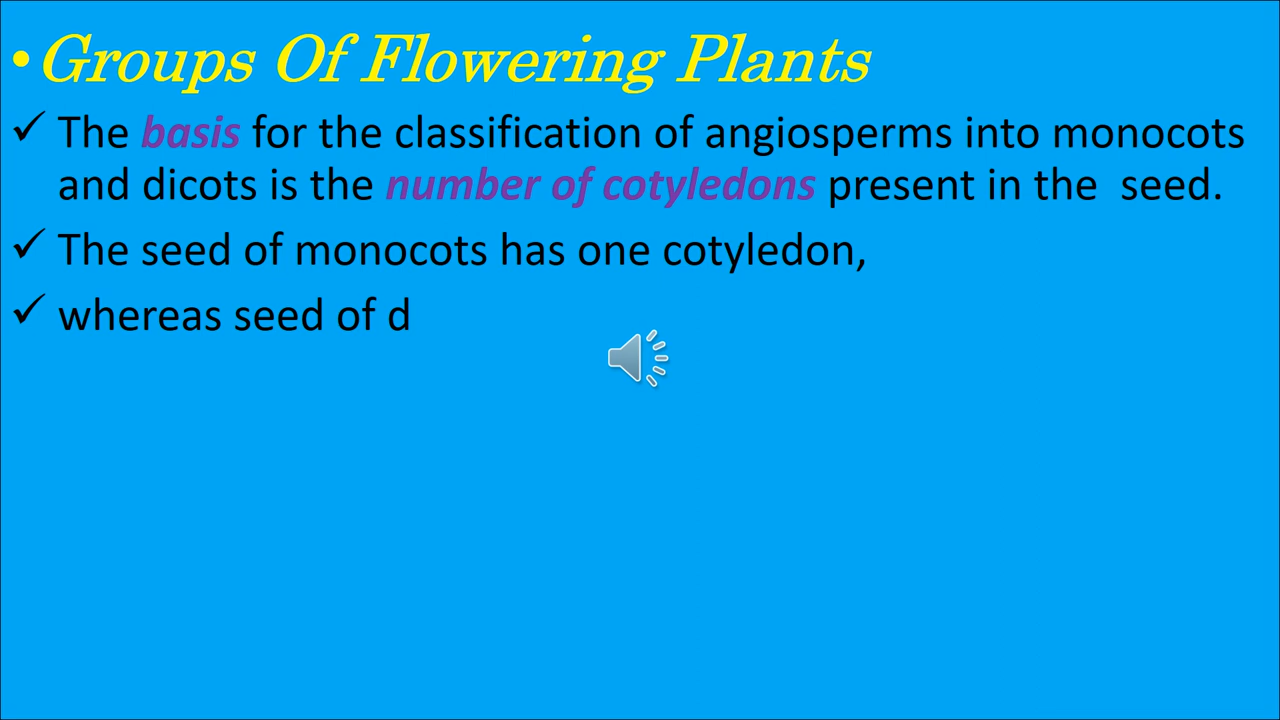 •Groups Of Flowering Plants
✓ The basis for the classification of angiosperms into monocots
and dicots is the number of cotyledons present in the  seed.
✓ The seed of monocots has one cotyledon,
✓ whereas seed of d